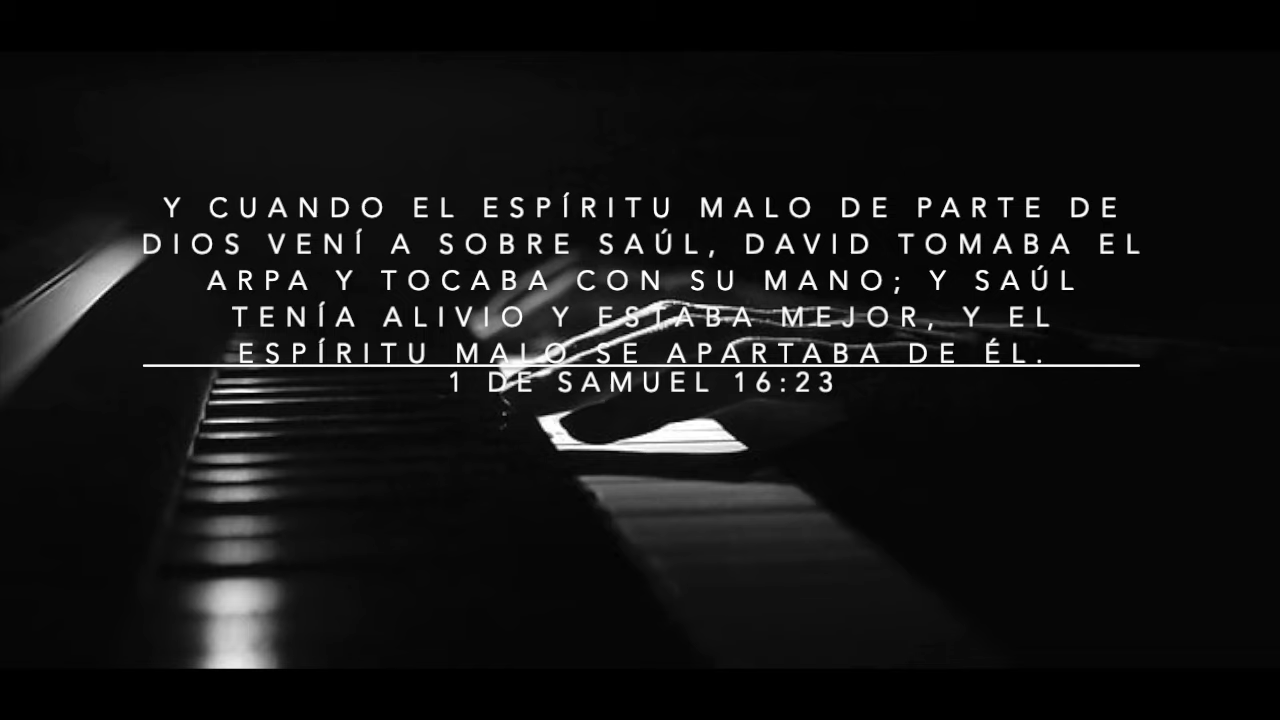 Y CUANDO EL ESPÍRITU MALO DE PARTE DE
DIOS VENÍ A SOBRE SAÚL, DAVID TOMABA EL
ARPA Y TOCABA CON SU MANO; Y SAÚL
TENÍA ALIVIO Y ESTABA MEJOR, Y EL
ESPÍRITU MALO SE APARTABA DE ÉL.
1 DE SAMUEL 16:23